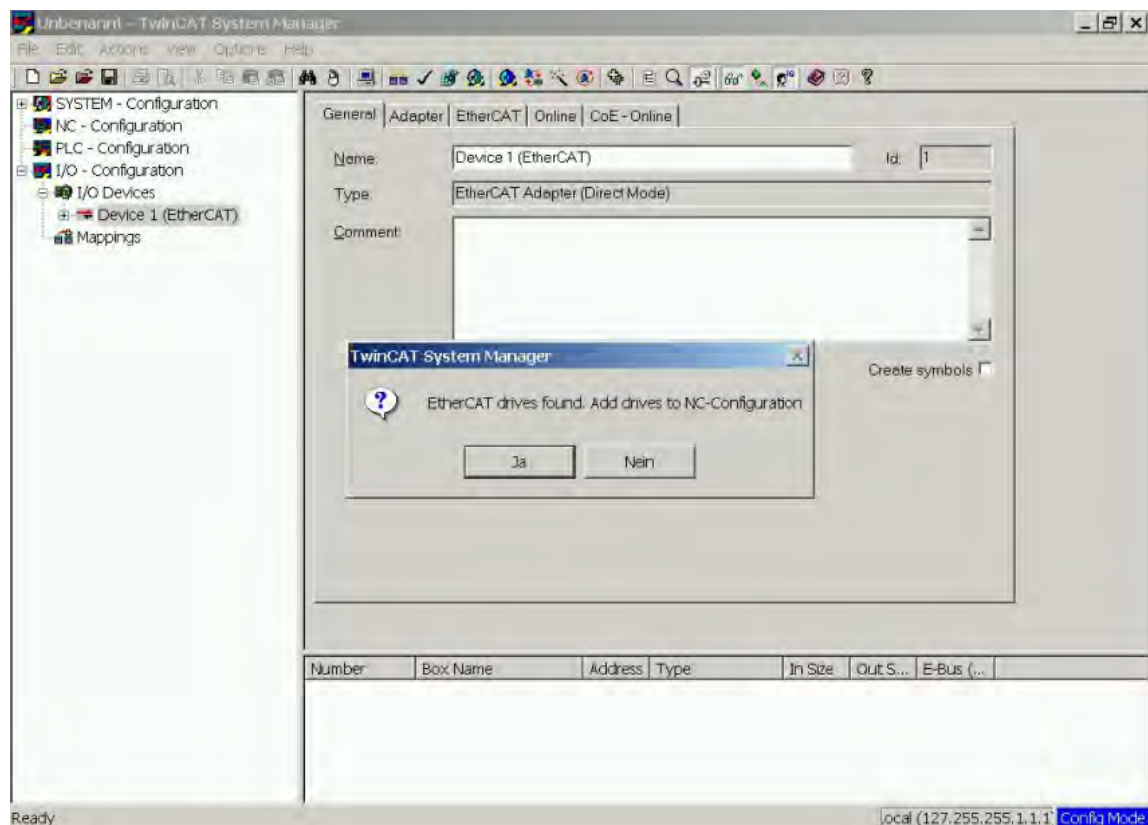 Unbenannt - TwinCAT System Manager
File Edit Actions View Options Help
SYSTEM - Configuration
NC - Configuration
PLC - Configuration
I/O - Configuration
I/O Devices
Device 1 (EtherCAT)
Mappings
General Adapter EtherCAT Online CoE - Online
Name: Device 1 (EtherCAT) Id: 1
Type: EtherCAT Adapter (Direct Mode)
Comment:
TwinCAT System Manager
EtherCAT drives found. Add drives to NC-Configuration
Ja Nein
Create symbols
Number Box Name Address Type In Size Out S... E-Bus (...
Ready
Local (127.255.255.1.1.1) Config Mode